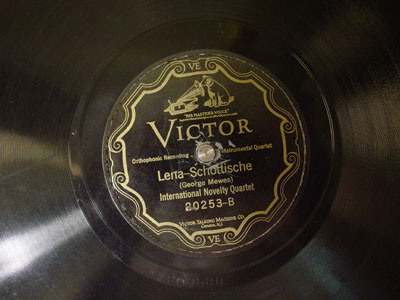 VE
"HIS MASTER'S VOICE"
VICTOR
Orthophonic Recording Instrumental Quartet
Lena-Schottische
(George Mewes)
International Novelty Quartet
20253-B
VICTOR TALKING MACHINE CO
CAMDEN, N.J.
VE